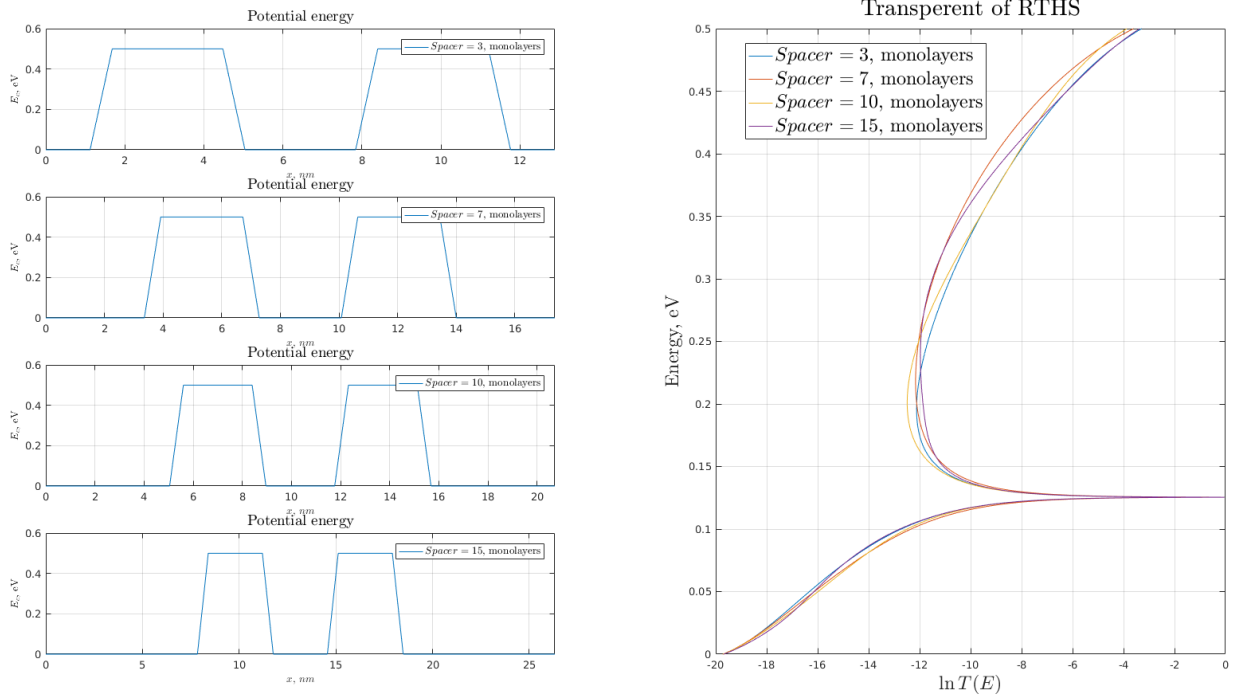 Potential energy
Spacer = 3, monolayers
E_c, eV
0.6
0.4
0.2
0
0 2 4 6 8 10 12
x, nm
Potential energy
Spacer = 7, monolayers
E_c, eV
0.6
0.4
0.2
0
0 2 4 6 8 10 12 14 16
x, nm
Potential energy
Spacer = 10, monolayers
E_c, eV
0.6
0.4
0.2
0
0 2 4 6 8 10 12 14 16 18 20
x, nm
Potential energy
Spacer = 15, monolayers
E_c, eV
0.6
0.4
0.2
0
0 5 10 15 20 25
x, nm
Transperent of RTHS
Spacer = 3, monolayers
Spacer = 7, monolayers
Spacer = 10, monolayers
Spacer = 15, monolayers
Energy, eV
0.5
0.45
0.4
0.35
0.3
0.25
0.2
0.15
0.1
0.05
0
-20 -18 -16 -14 -12 -10 -8 -6 -4 -2 0
ln T(E)